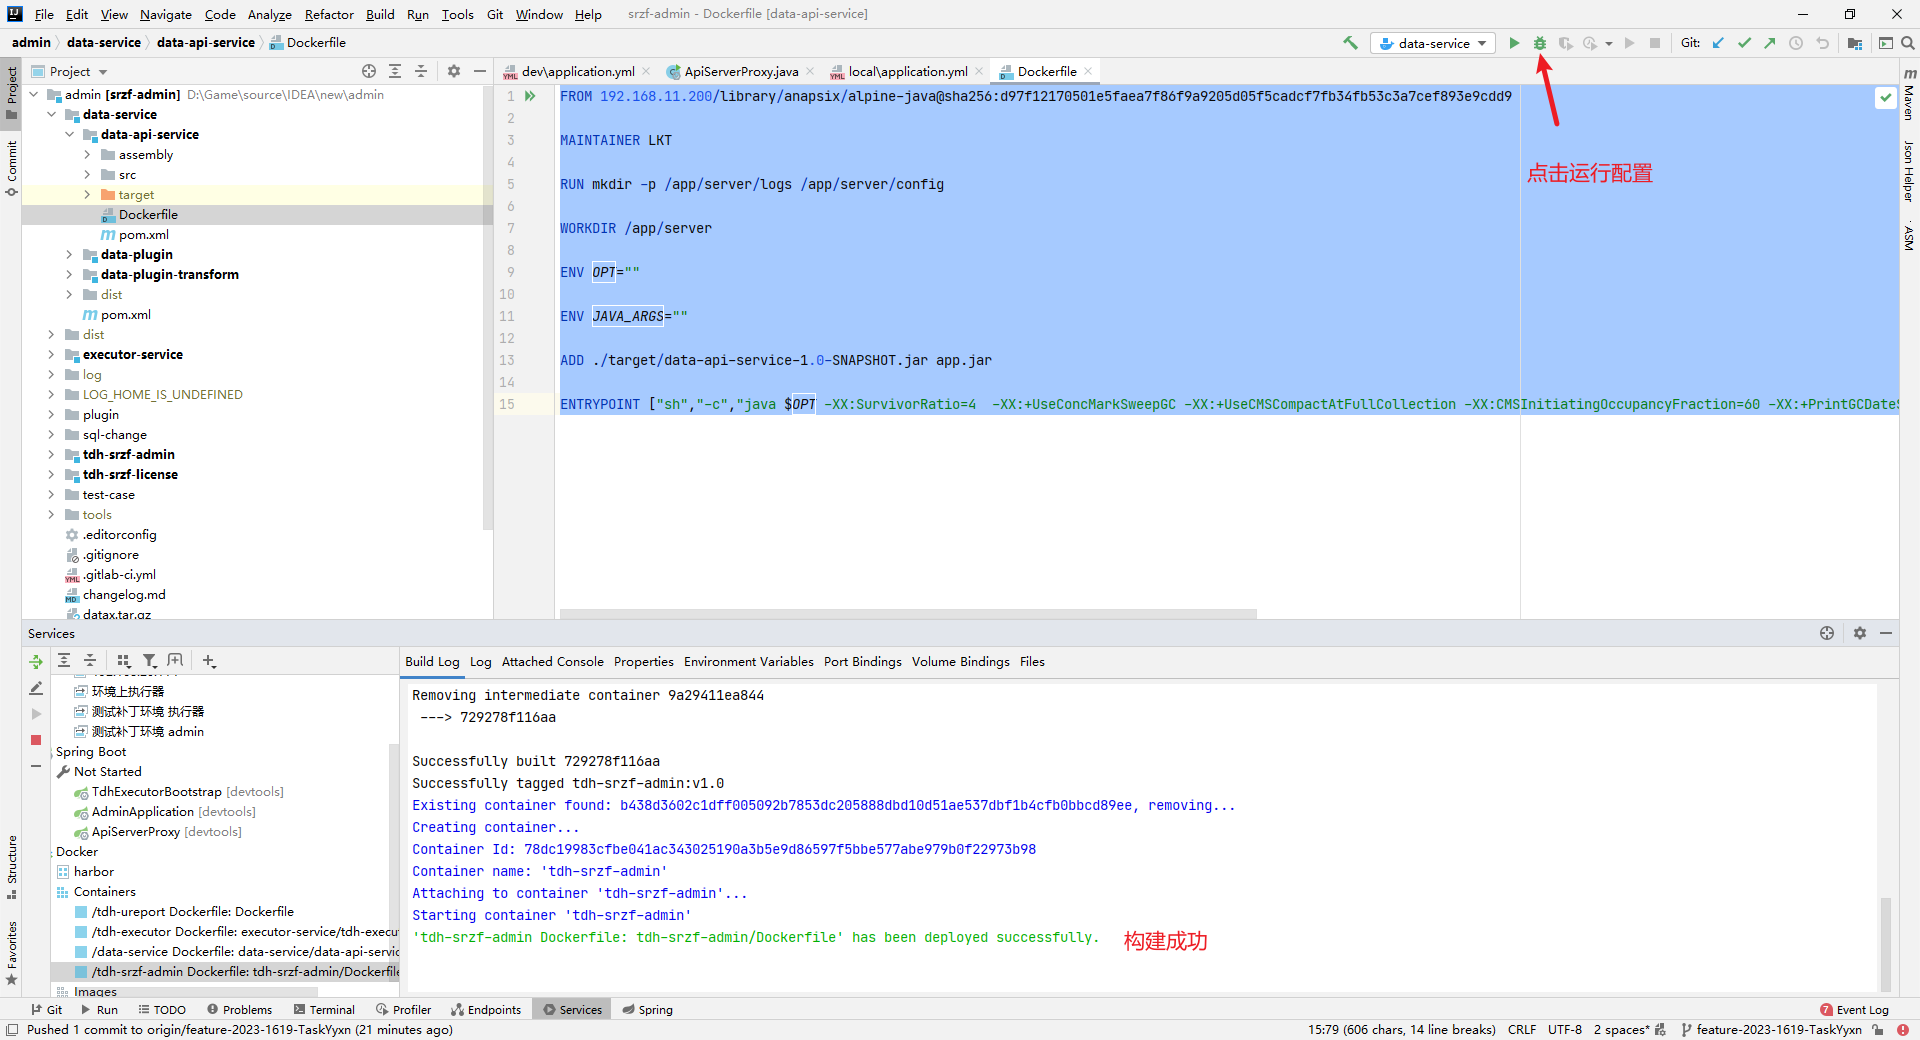 File Edit View Navigate Code Analyze Refactor Build Run Tools Git Window Help srzf-admin - Dockerfile [data-api-service]
admin data-service data-api-service Dockerfile
data-service Git:
Project
dev\application.yml ApiServerProxy.java local\application.yml Dockerfile
admin [srzf-admin] D:\Game\source\IDEA\new\admin
data-service
data-api-service
assembly
src
target
Dockerfile
pom.xml
data-plugin
data-plugin-transform
dist
pom.xml
dist
executor-service
log
LOG_HOME_IS_UNDEFINED
plugin
sql-change
tdh-srzf-admin
tdh-srzf-license
test-case
tools
.editorconfig
.gitignore
.gitlab-ci.yml
changelog.md
datax.tar.gz
1 FROM 192.168.11.200/library/anapsix/alpine-java@sha256:d97f12170501e5faea7f86f9a9205d05f5cadcf7fb34fb53c3a7cef893e9cdd9
2
3 MAINTAINER LKT
4
5 RUN mkdir -p /app/server/logs /app/server/config
6
7 WORKDIR /app/server
8
9 ENV OPT=""
10
11 ENV JAVA_ARGS=""
12
13 ADD ./target/data-api-service-1.0-SNAPSHOT.jar app.jar
14
15 ENTRYPOINT ["sh","-c","java $OPT -XX:SurvivorRatio=4  -XX:+UseConcMarkSweepGC -XX:+UseCMSCompactAtFullCollection -XX:CMSInitiatingOccupancyFraction=60 -XX:+PrintGCDateS
点击运行配置
Project
Commit
Structure
Favorites
Maven
Json Helper
ASM
Services
环境上执行器
测试补丁环境 执行器
测试补丁环境 admin
Spring Boot
Not Started
TdhExecutorBootstrap [devtools]
AdminApplication [devtools]
ApiServerProxy [devtools]
Docker
harbor
Containers
/tdh-ureport Dockerfile: Dockerfile
/tdh-executor Dockerfile: executor-service/tdh-execu
/data-service Dockerfile: data-service/data-api-servic
/tdh-srzf-admin Dockerfile: tdh-srzf-admin/Dockerfile
Images
Build Log Log Attached Console Properties Environment Variables Port Bindings Volume Bindings Files
Removing intermediate container 9a29411ea844
---> 729278f116aa
Successfully built 729278f116aa
Successfully tagged tdh-srzf-admin:v1.0
Existing container found: b438d3602c1dff005092b7853dc205888dbd10d51ae537dbf1b4cfb0bbcd89ee, removing...
Creating container...
Container Id: 78dc19983cfbe041ac343025190a3b5e9d86597f5bbe577abe979b0f22973b98
Container name: 'tdh-srzf-admin'
Attaching to container 'tdh-srzf-admin'...
Starting container 'tdh-srzf-admin'
'tdh-srzf-admin Dockerfile: tdh-srzf-admin/Dockerfile' has been deployed successfully.
构建成功
Git Run TODO Problems Terminal Profiler Endpoints Services Spring 7 Event Log
Pushed 1 commit to origin/feature-2023-1619-TaskYyxn (21 minutes ago) 15:79 (606 chars, 14 line breaks) CRLF UTF-8 2 spaces* feature-2023-1619-TaskYyxn